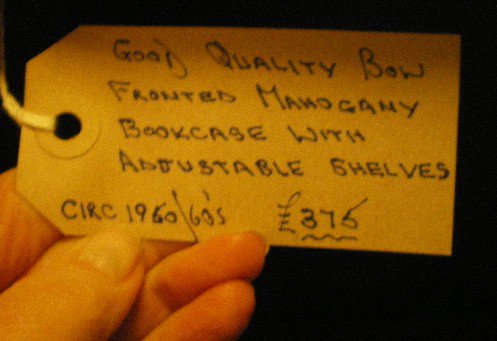 GOOD QUALITY BOW
FRONTED MAHOGANY
BOOKCASE WITH
ADJUSTABLE SHELVES
CIRC 1960/60'S £375